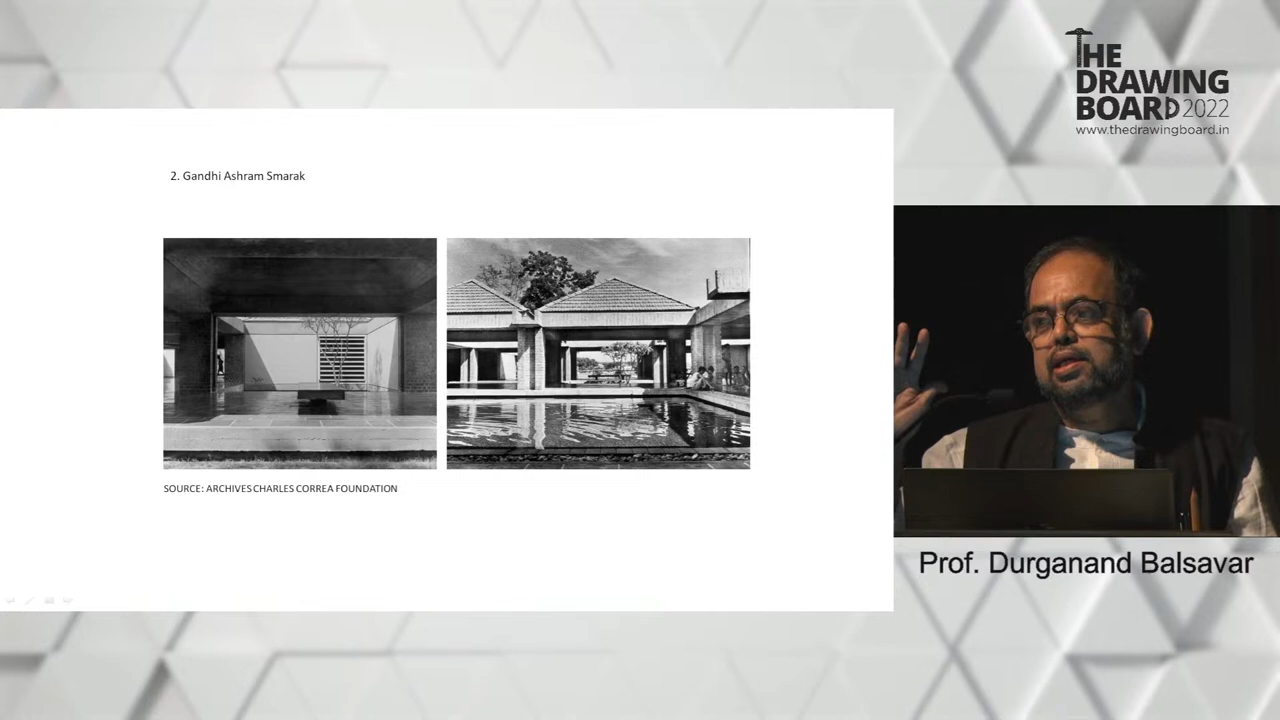 THE
DRAWING
BOARD 2022
www.thedrawingboard.in
2. Gandhi Ashram Smarak
SOURCE: ARCHIVES CHARLES CORREA FOUNDATION
Prof. Durganand Balsavar